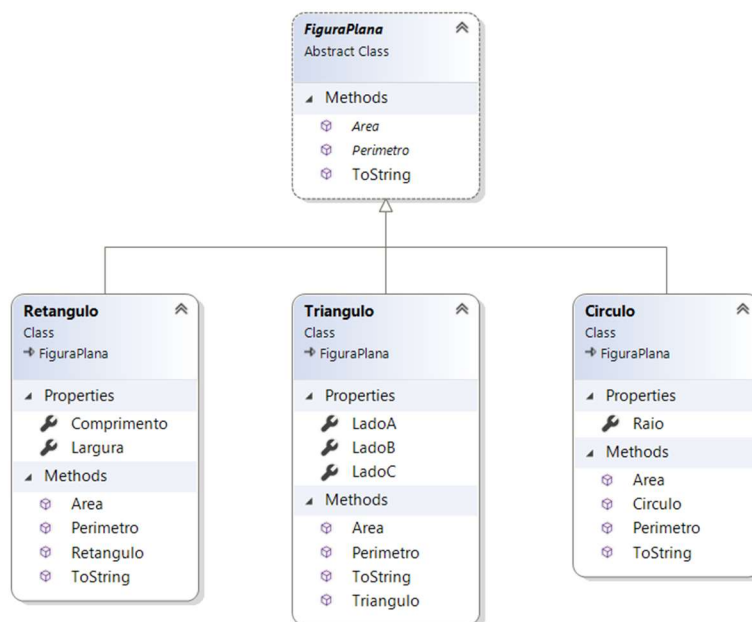 FiguraPlana
Abstract Class
Methods
Area
Perimetro
ToString
Retangulo
Class
FiguraPlana
Properties
Comprimento
Largura
Methods
Area
Perimetro
Retangulo
ToString
Triangulo
Class
FiguraPlana
Properties
LadoA
LadoB
LadoC
Methods
Area
Perimetro
ToString
Triangulo
Circulo
Class
FiguraPlana
Properties
Raio
Methods
Area
Circulo
Perimetro
ToString